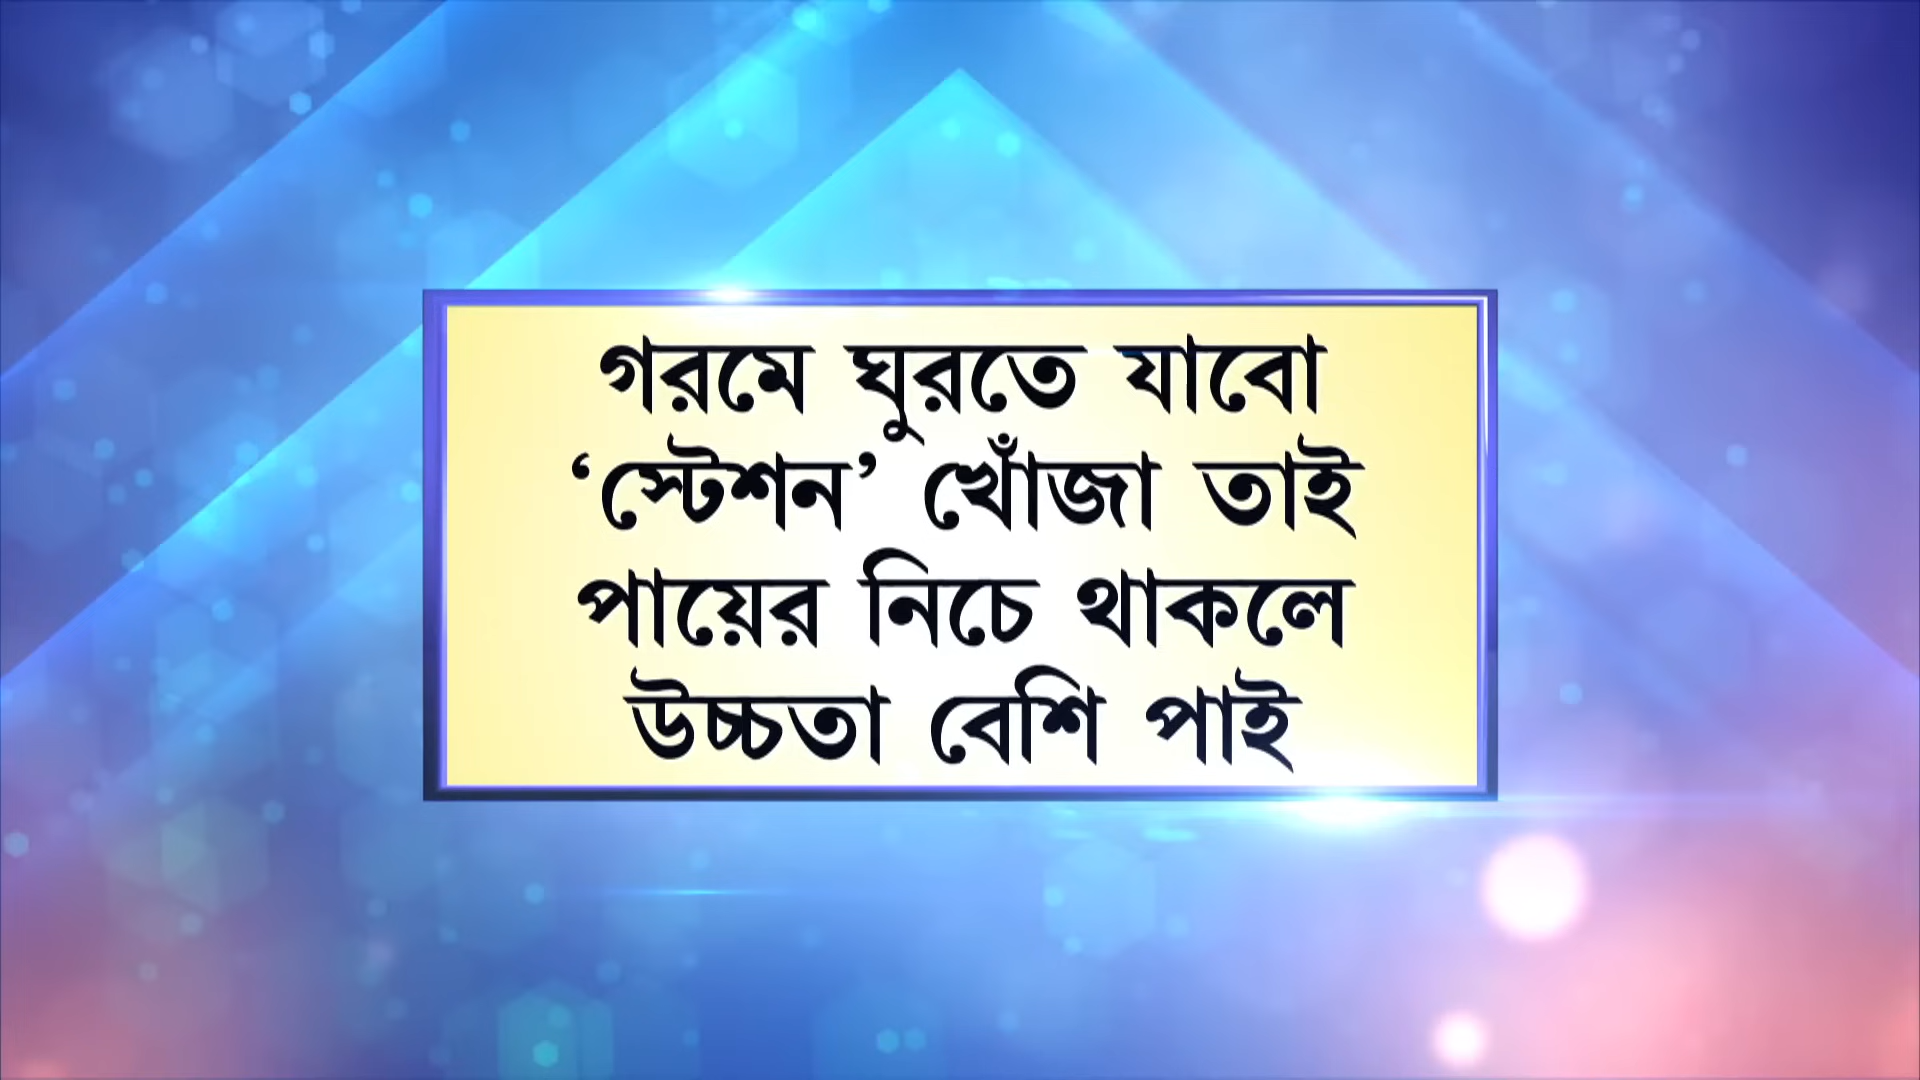 গরমে ঘুরতে যাবো
‘স্টেশন’ খোঁজা তাই
পায়ের নিচে থাকলে
উচ্চতা বেশি পাই